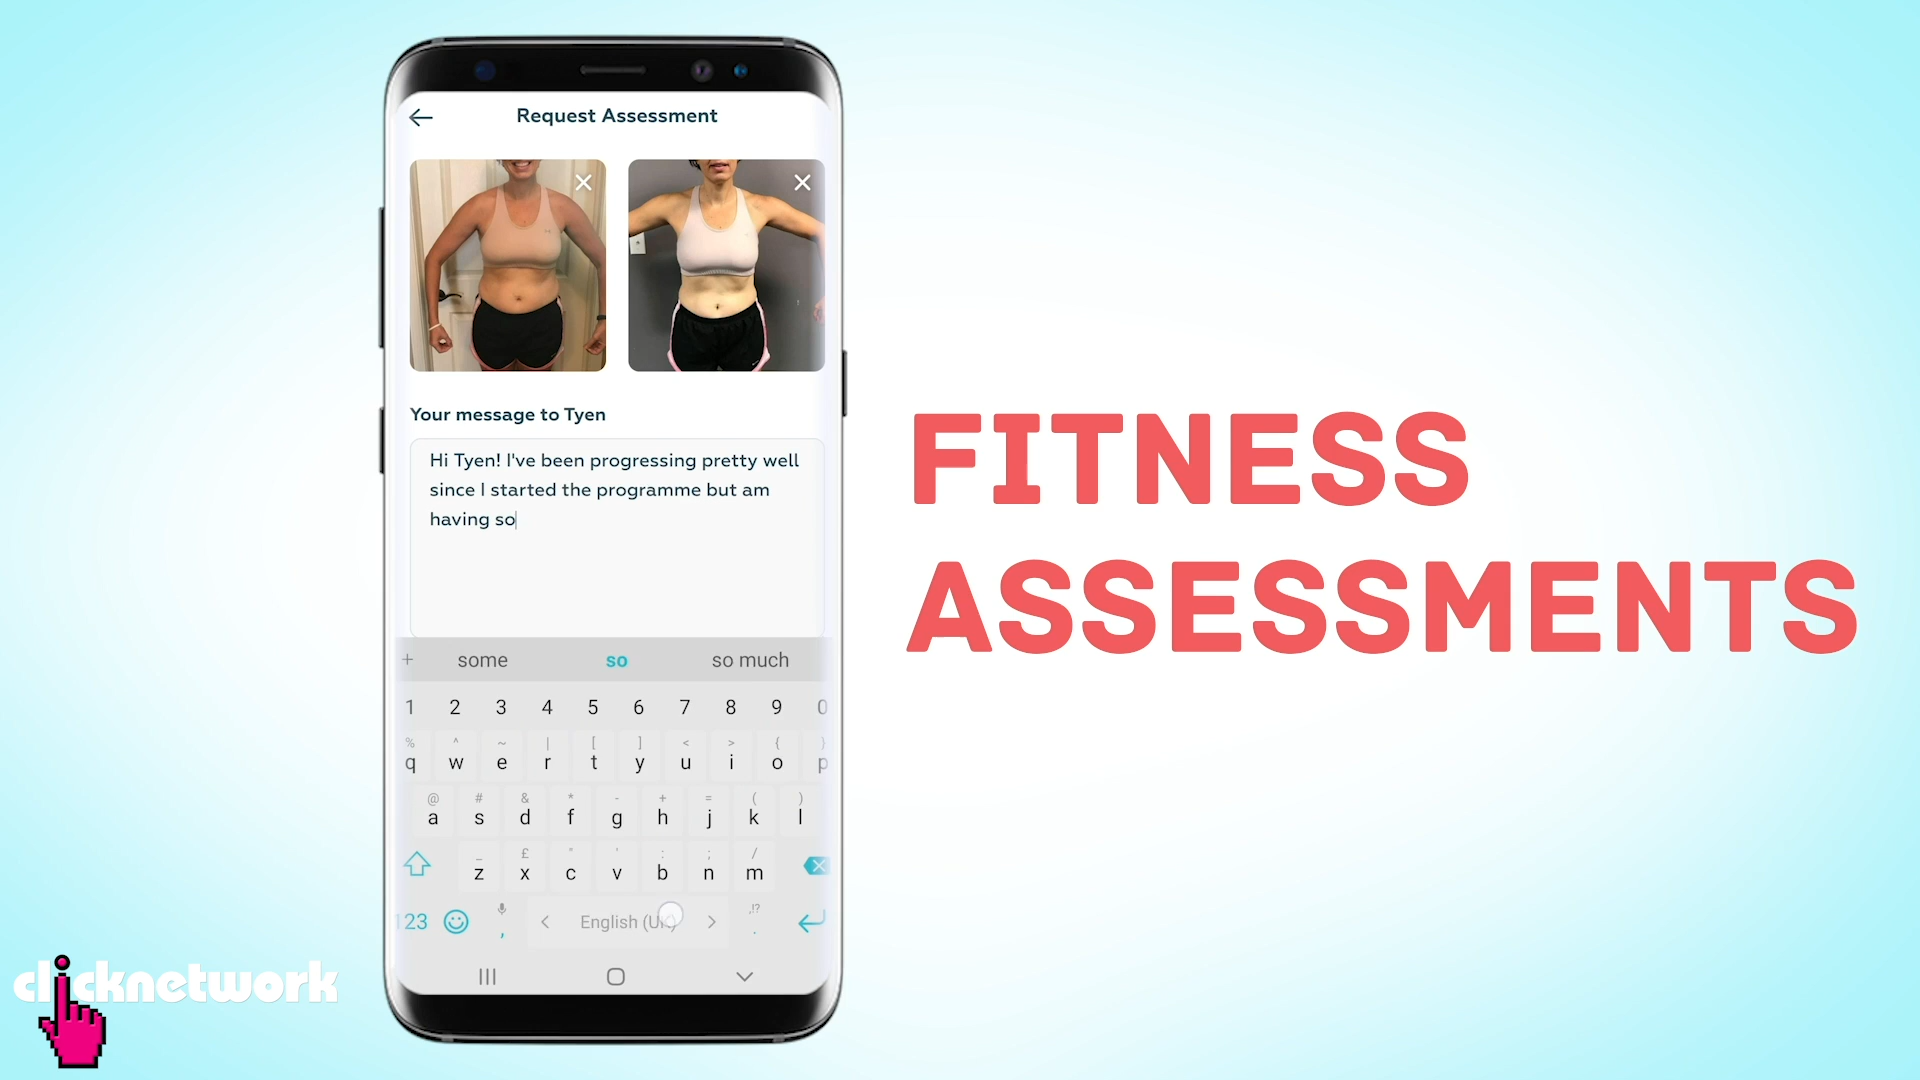 Request Assessment
Your message to Tyen
Hi Tyen! I've been progressing pretty well
since I started the programme but am
having so
+ some so so much
1 2 3 4 5 6 7 8 9 0
% ^ ~ | [ ] < > { }
q w e r t y u i o p
@ # & * - + = ( )
a s d f g h j k l
_ £ " ' : ; /
z x c v b n m
,!?
123 , < English (UK) > .
FITNESS
ASSESSMENTS
clicknetwork